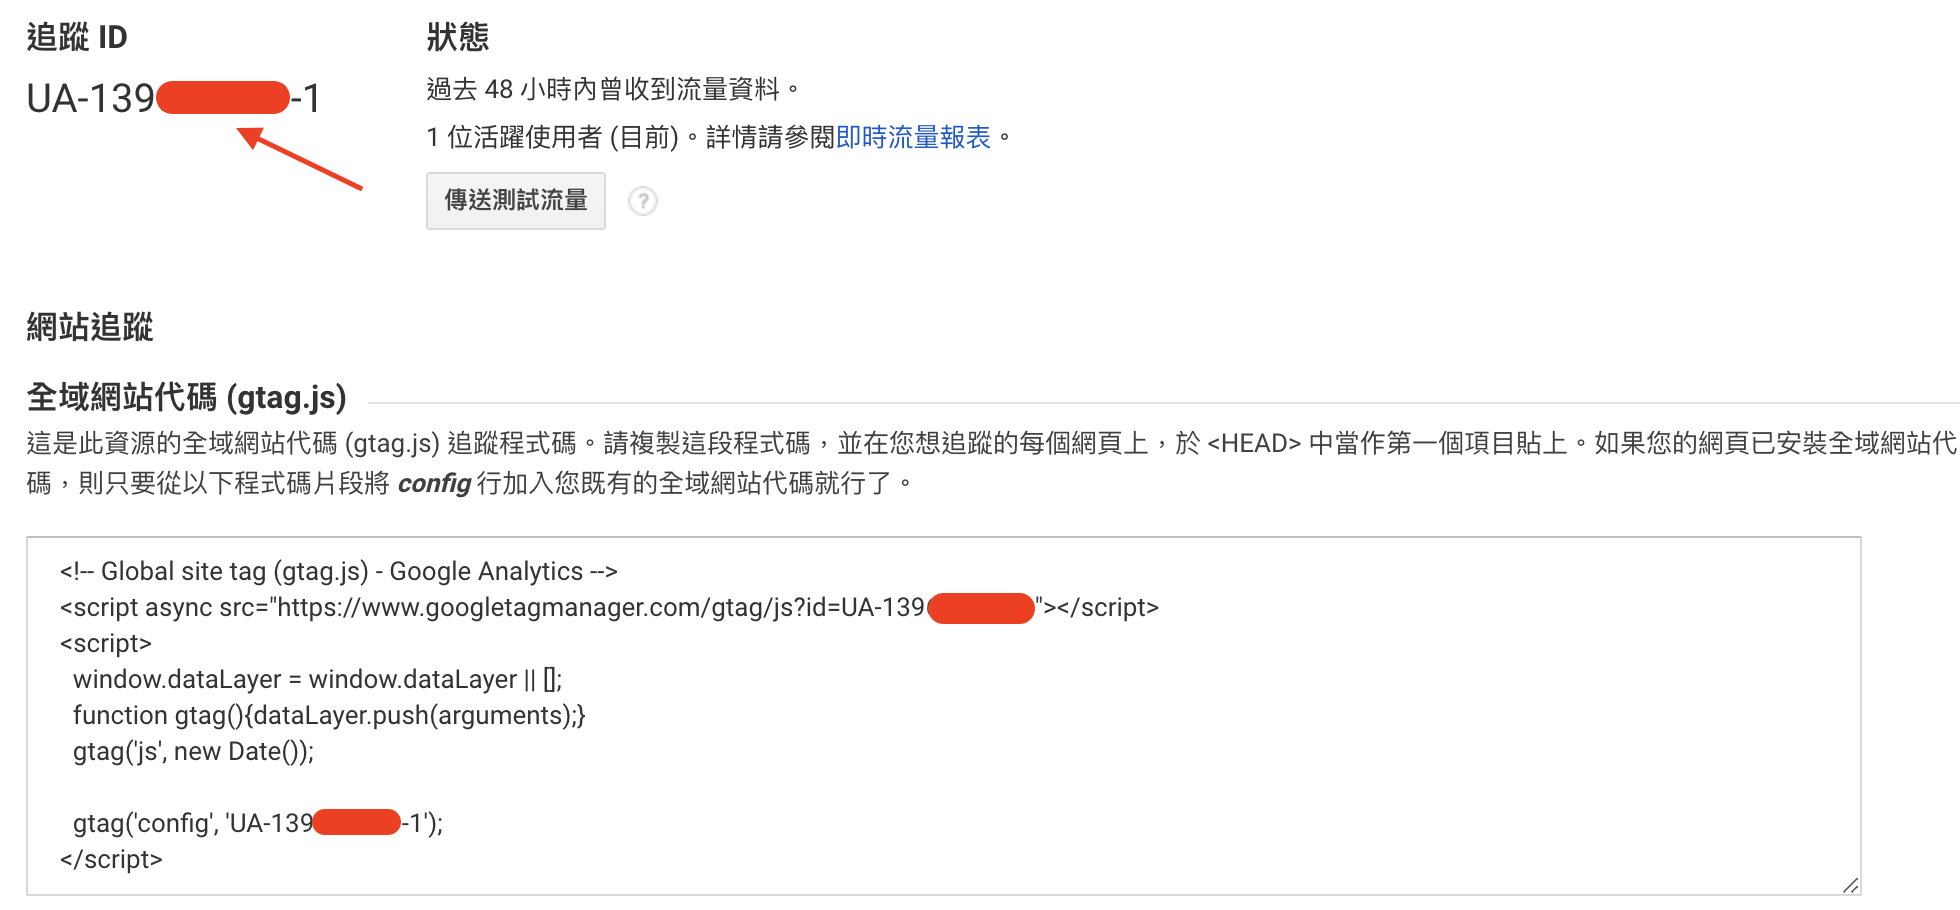 追蹤 ID
UA-139 -1
狀態
過去 48 小時內曾收到流量資料。
1 位活躍使用者 (目前)。詳情請參閱即時流量報表。
傳送測試流量
?
網站追蹤
全域網站代碼 (gtag.js)
這是此資源的全域網站代碼 (gtag.js) 追蹤程式碼。請複製這段程式碼，並在您想追蹤的每個網頁上，於 <HEAD> 中當作第一個項目貼上。如果您的網頁已安裝全域網站代
碼，則只要從以下程式碼片段將 config 行加入您既有的全域網站代碼就行了。
<!-- Global site tag (gtag.js) - Google Analytics -->
<script async src="https://www.googletagmanager.com/gtag/js?id=UA-139 "></script>
<script>
window.dataLayer = window.dataLayer || [];
function gtag(){dataLayer.push(arguments);}
gtag('js', new Date());
gtag('config', 'UA-139 -1');
</script>